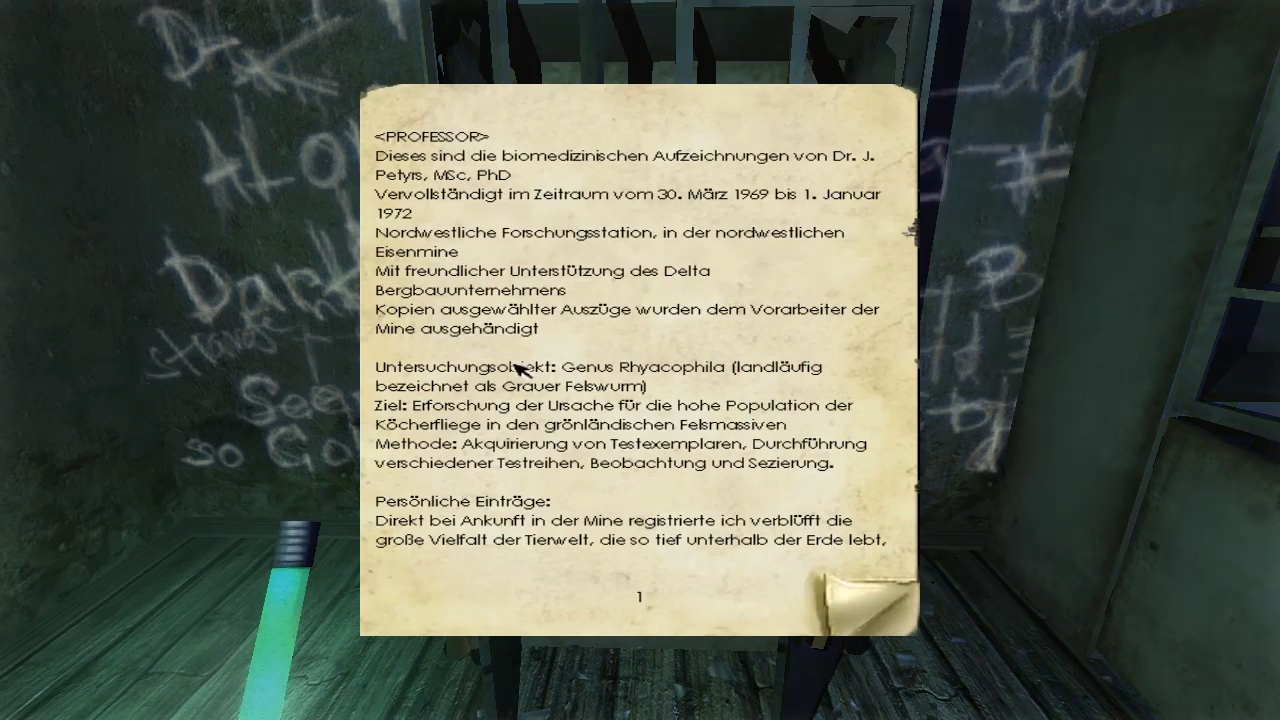 <PROFESSOR>
Dieses sind die biomedizinischen Aufzeichnungen von Dr. J.
Petyrs, MSc, PhD
Vervollständigt im Zeitraum vom 30. März 1969 bis 1. Januar
1972
Nordwestliche Forschungsstation, in der nordwestlichen
Eisenmine
Mit freundlicher Unterstützung des Delta
Bergbauunternehmens
Kopien ausgewählter Auszüge wurden dem Vorarbeiter der
Mine ausgehändigt
Untersuchungsobjekt: Genus Rhyacophila (landläufig
bezeichnet als Grauer Felswurm)
Ziel: Erforschung der Ursache für die hohe Population der
Köcherfliege in den grönländischen Felsmassiven
Methode: Akquirierung von Testexemplaren, Durchführung
verschiedener Testreihen, Beobachtung und Sezierung.
Persönliche Einträge:
Direkt bei Ankunft in der Mine registrierte ich verblüfft die
große Vielfalt der Tierwelt, die so tief unterhalb der Erde lebt,
1
Dark
so